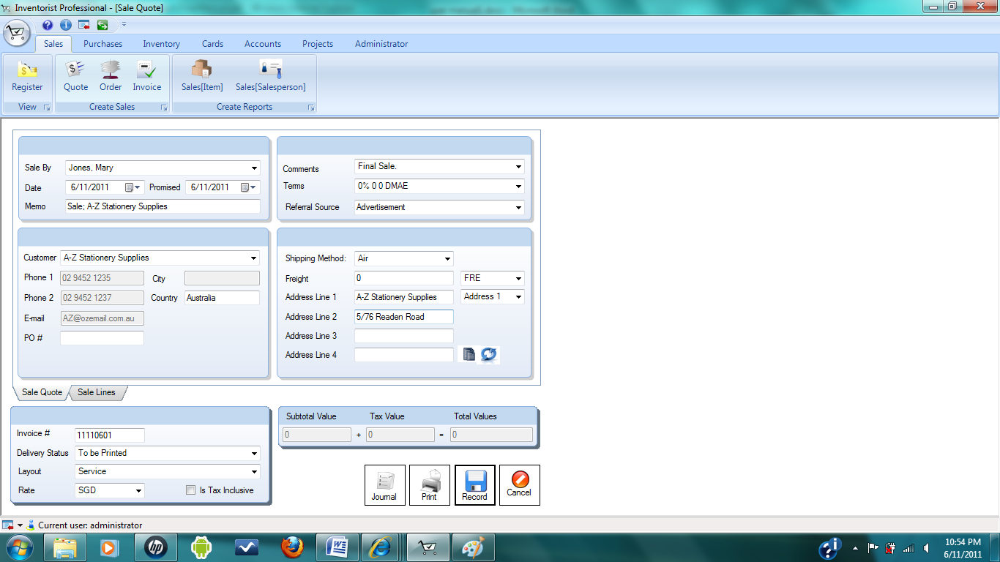 Inventorist Professional - [Sale Quote]
Sales Purchases Inventory Cards Accounts Projects Administrator
Register Quote Order Invoice Sales[Item] Sales[Salesperson]
View Create Sales Create Reports
Sale By Jones, Mary
Date 6/11/2011 Promised 6/11/2011
Memo Sale; A-Z Stationery Supplies
Comments Final Sale.
Terms 0% 0 0 DMAE
Referral Source Advertisement
Customer A-Z Stationery Supplies
Phone 1 02 9452 1235 City
Phone 2 02 9452 1237 Country Australia
E-mail AZ@ozemail.com.au
PO #
Shipping Method: Air
Freight 0 FRE
Address Line 1 A-Z Stationery Supplies Address 1
Address Line 2 5/76 Readen Road
Address Line 3
Address Line 4
Sale Quote Sale Lines
Invoice # 11110601
Delivery Status To be Printed
Layout Service
Rate SGD Is Tax Inclusive
Subtotal Value Tax Value Total Values
0 + 0 = 0
Journal Print Record Cancel
Current user: administrator
hp
10:54 PM
6/11/2011